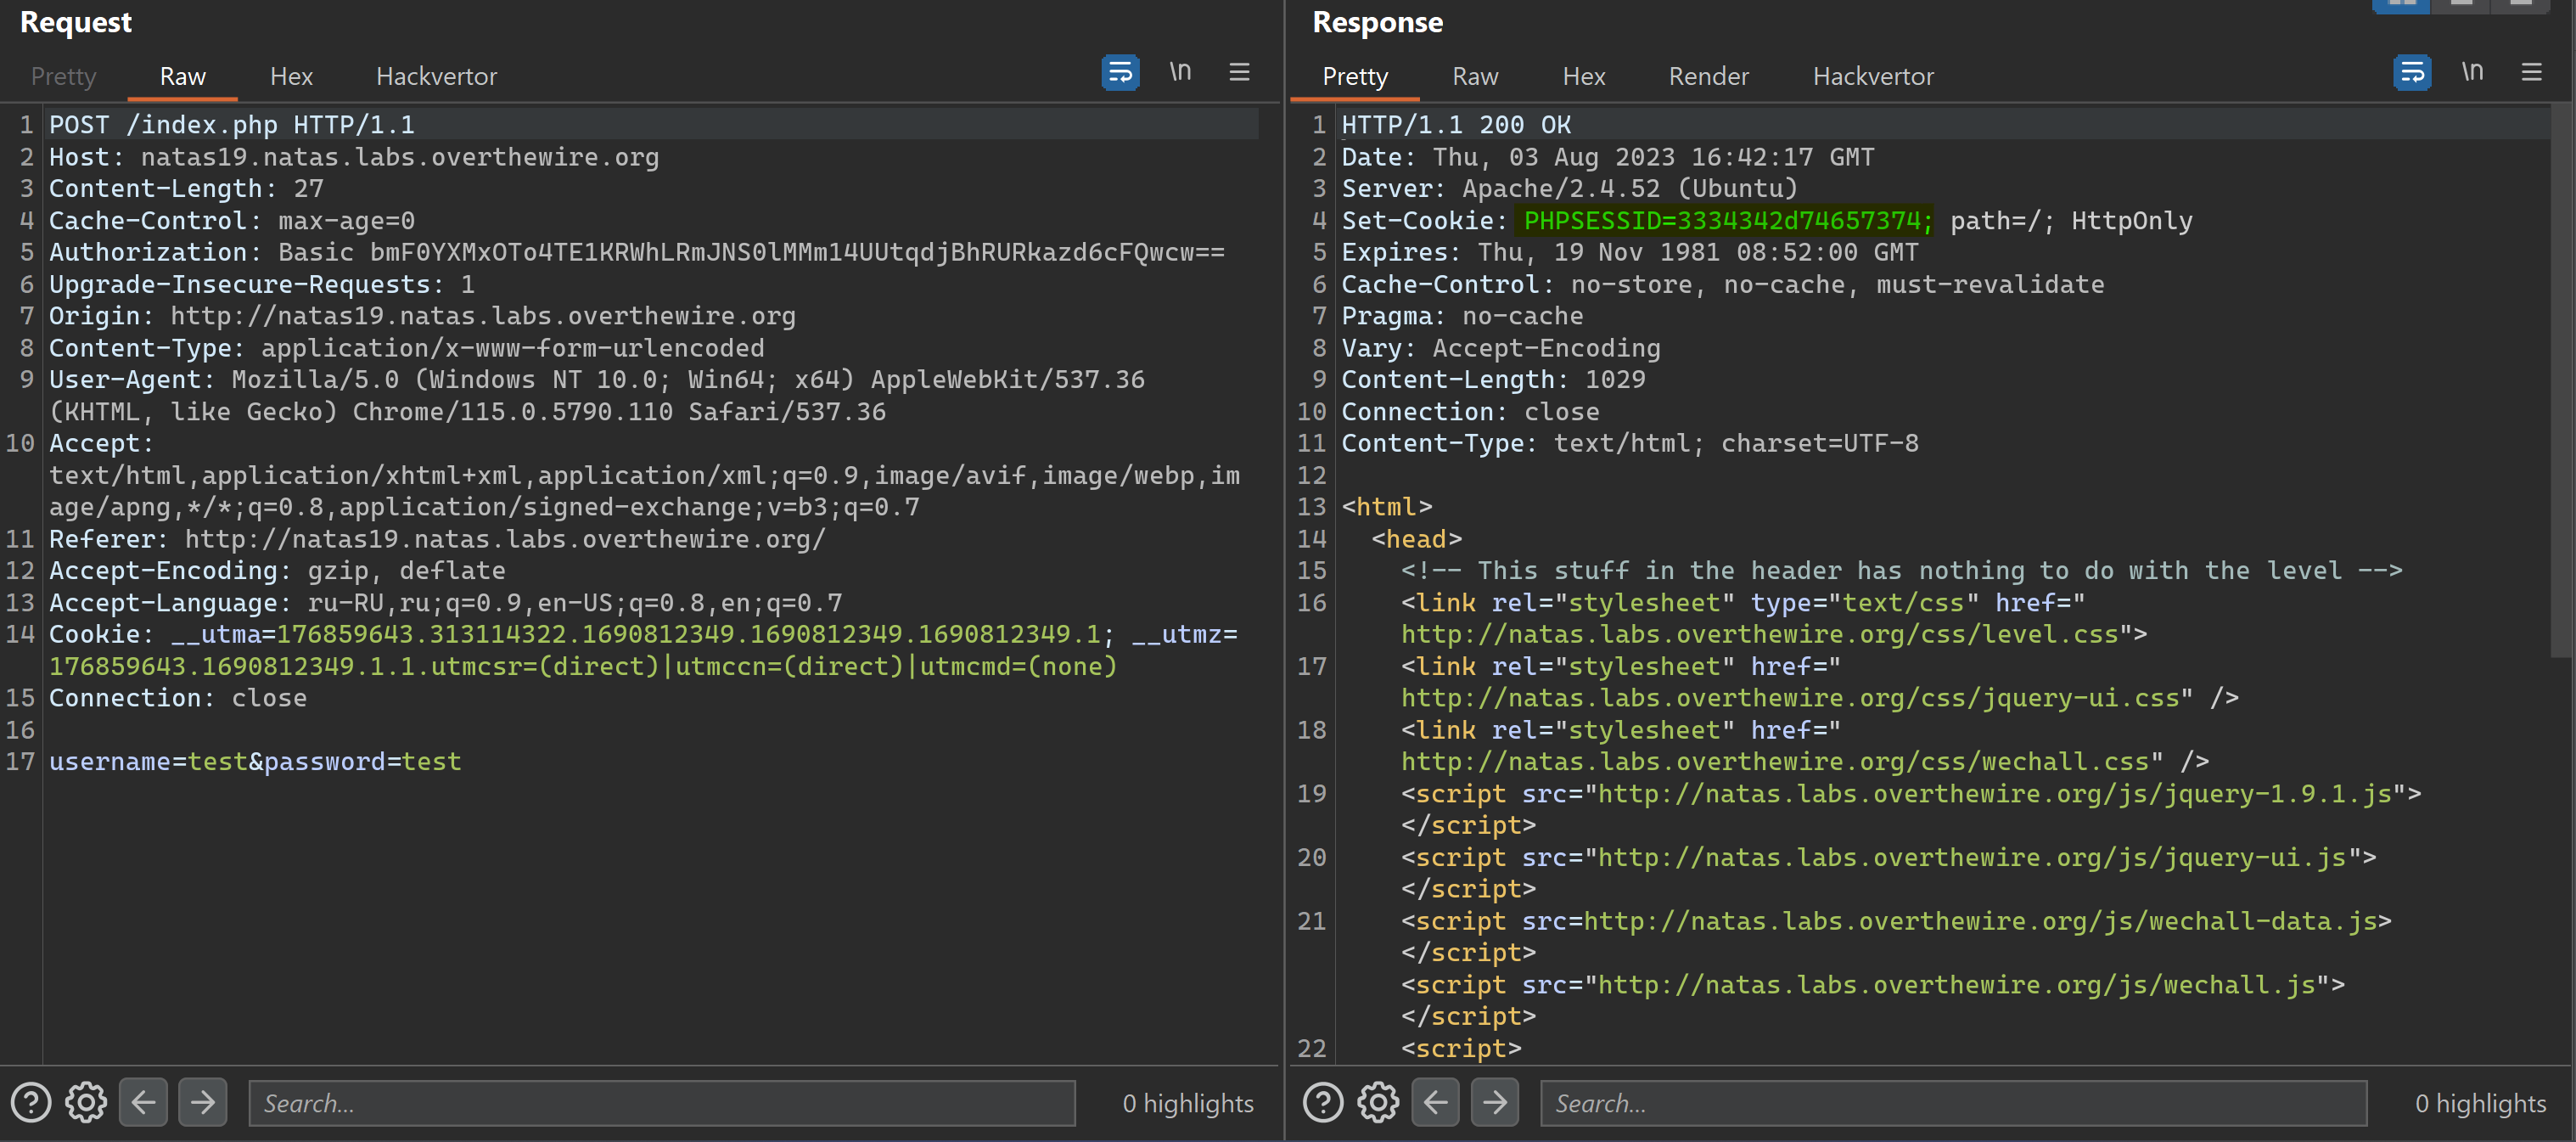 Request
Pretty Raw Hex Hackvertor \n
1 POST /index.php HTTP/1.1
2 Host: natas19.natas.labs.overthewire.org
3 Content-Length: 27
4 Cache-Control: max-age=0
5 Authorization: Basic bmF0YXMxOTo4TE1KRWhLRmJNS0lMMm14UUtqdjBhRURkazd6cFQwcw==
6 Upgrade-Insecure-Requests: 1
7 Origin: http://natas19.natas.labs.overthewire.org
8 Content-Type: application/x-www-form-urlencoded
9 User-Agent: Mozilla/5.0 (Windows NT 10.0; Win64; x64) AppleWebKit/537.36
(KHTML, like Gecko) Chrome/115.0.5790.110 Safari/537.36
10 Accept:
text/html,application/xhtml+xml,application/xml;q=0.9,image/avif,image/webp,im
age/apng,*/*;q=0.8,application/signed-exchange;v=b3;q=0.7
11 Referer: http://natas19.natas.labs.overthewire.org/
12 Accept-Encoding: gzip, deflate
13 Accept-Language: ru-RU,ru;q=0.9,en-US;q=0.8,en;q=0.7
14 Cookie: __utma=176859643.313114322.1690812349.1690812349.1690812349.1; __utmz=
176859643.1690812349.1.1.utmcsr=(direct)|utmccn=(direct)|utmcmd=(none)
15 Connection: close
16
17 username=test&password=test
Search...
0 highlights
Response
Pretty Raw Hex Render Hackvertor \n
1 HTTP/1.1 200 OK
2 Date: Thu, 03 Aug 2023 16:42:17 GMT
3 Server: Apache/2.4.52 (Ubuntu)
4 Set-Cookie: PHPSESSID=3334342d74657374; path=/; HttpOnly
5 Expires: Thu, 19 Nov 1981 08:52:00 GMT
6 Cache-Control: no-store, no-cache, must-revalidate
7 Pragma: no-cache
8 Vary: Accept-Encoding
9 Content-Length: 1029
10 Connection: close
11 Content-Type: text/html; charset=UTF-8
12
13 <html>
14 <head>
15 <!-- This stuff in the header has nothing to do with the level -->
16 <link rel="stylesheet" type="text/css" href="
http://natas.labs.overthewire.org/css/level.css">
17 <link rel="stylesheet" href="
http://natas.labs.overthewire.org/css/jquery-ui.css" />
18 <link rel="stylesheet" href="
http://natas.labs.overthewire.org/css/wechall.css" />
19 <script src="http://natas.labs.overthewire.org/js/jquery-1.9.1.js">
</script>
20 <script src="http://natas.labs.overthewire.org/js/jquery-ui.js">
</script>
21 <script src=http://natas.labs.overthewire.org/js/wechall-data.js>
</script>
<script src="http://natas.labs.overthewire.org/js/wechall.js">
</script>
22 <script>
Search...
0 highlights